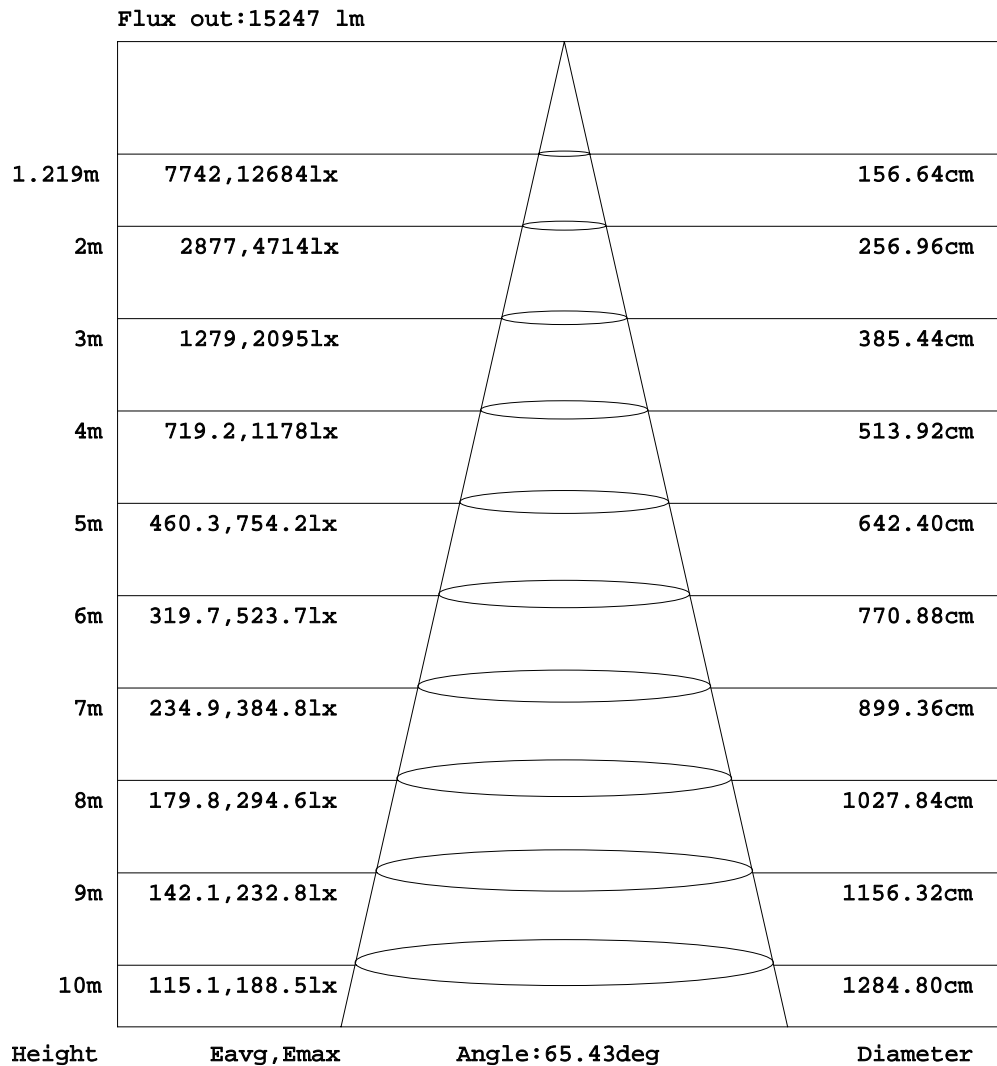 Flux out:15247 lm
1.219m 7742,12684lx 156.64cm
2m 2877,4714lx 256.96cm
3m 1279,2095lx 385.44cm
4m 719.2,1178lx 513.92cm
5m 460.3,754.2lx 642.40cm
6m 319.7,523.7lx 770.88cm
7m 234.9,384.8lx 899.36cm
8m 179.8,294.6lx 1027.84cm
9m 142.1,232.8lx 1156.32cm
10m 115.1,188.5lx 1284.80cm
Height Eavg,Emax Angle:65.43deg Diameter